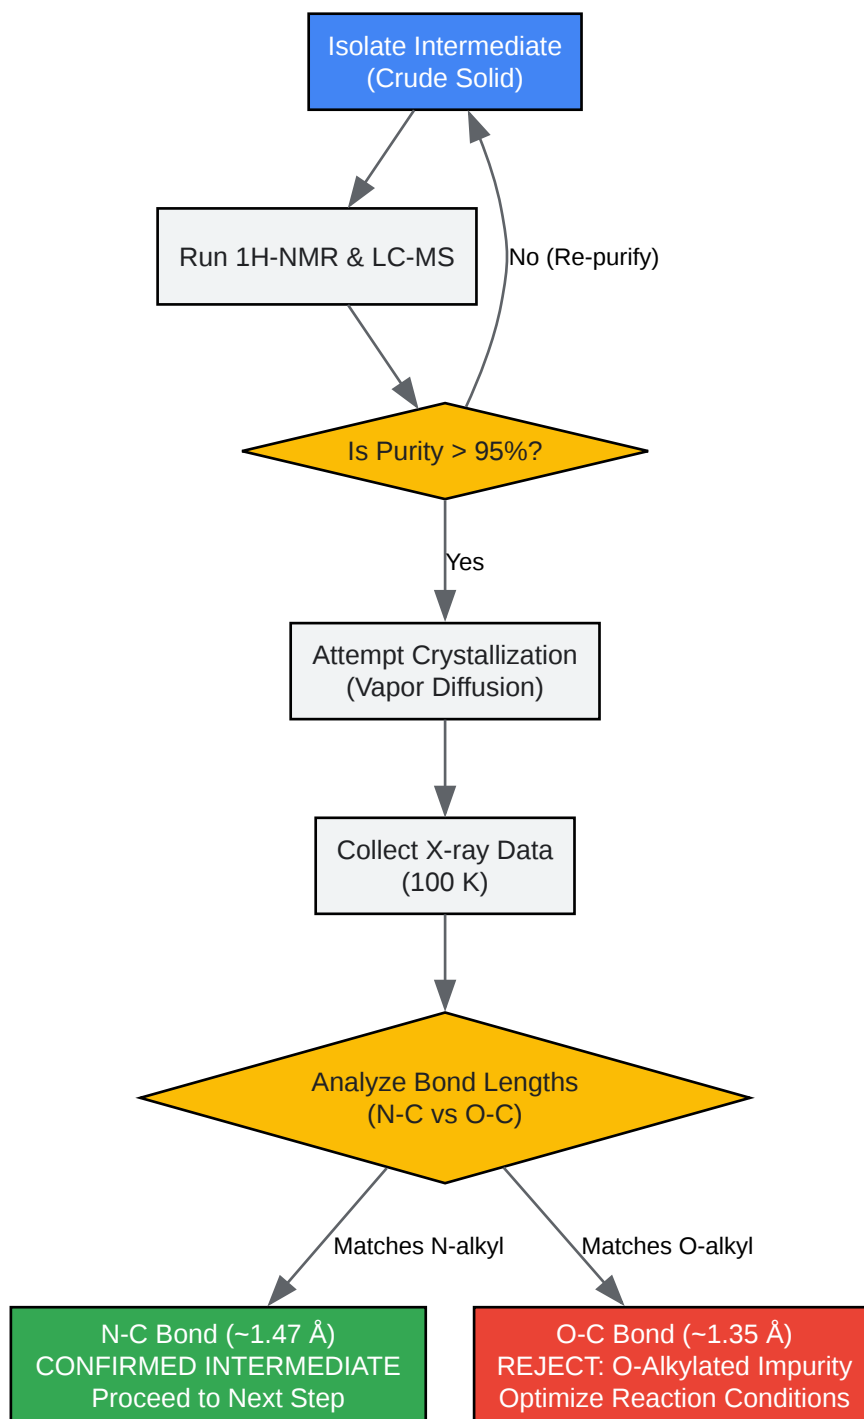 Isolate Intermediate
(Crude Solid)
Run 1H-NMR & LC-MS
No (Re-purify)
Is Purity > 95%?
Yes
Attempt Crystallization
(Vapor Diffusion)
Collect X-ray Data
(100 K)
Analyze Bond Lengths
(N-C vs O-C)
Matches N-alkyl
Matches O-alkyl
N-C Bond (~1.47 Å)
CONFIRMED INTERMEDIATE
Proceed to Next Step
O-C Bond (~1.35 Å)
REJECT: O-Alkylated Impurity
Optimize Reaction Conditions